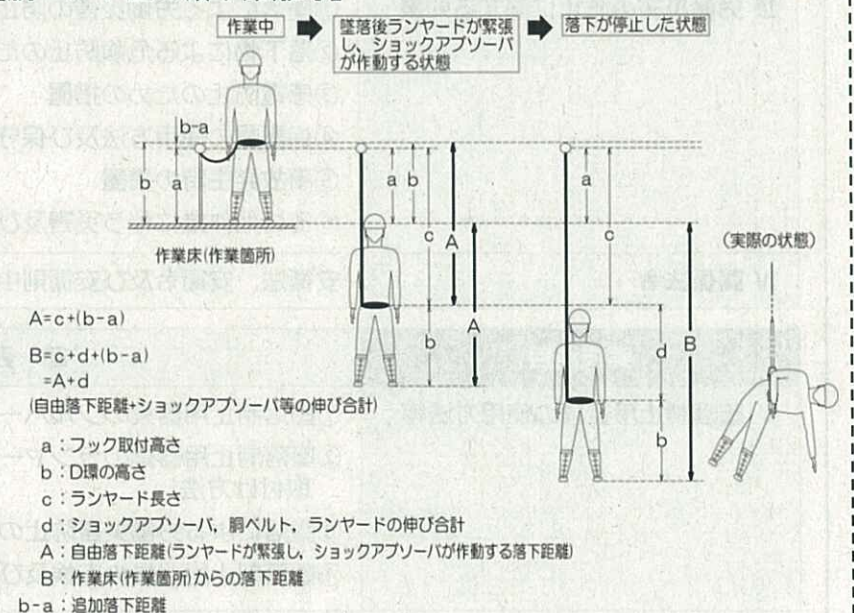 作業中
墜落後ランヤードが緊張
し、ショックアブソーバ
が作動する状態
落下が停止した状態
b-a
b
a
a
b
c
A
a
c
作業床(作業箇所)
A
b
B
d
b
(実際の状態)
A=c+(b-a)
B=c+d+(b-a)
=A+d
(自由落下距離+ショックアブソーバ等の伸び合計)
a：フック取付高さ
b：D環の高さ
c：ランヤード長さ
d：ショックアブソーバ，胴ベルト，ランヤードの伸び合計
A：自由落下距離(ランヤードが緊張し，ショックアブソーバが作動する落下距離)
B：作業床(作業箇所)からの落下距離
b-a：追加落下距離